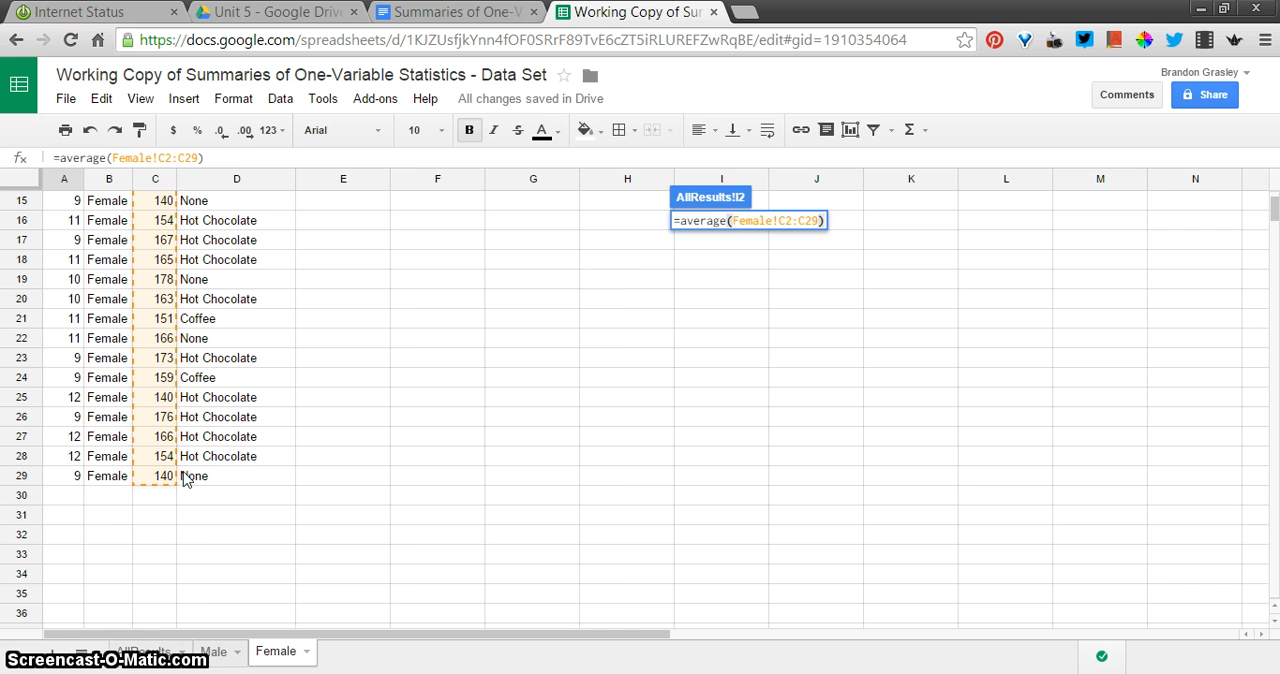 Internet Status × Unit 5 - Google Drive × Summaries of One-V × Working Copy of Sur ×
https://docs.google.com/spreadsheets/d/1KJZUsfjkYnn4fOF0SRrF89TvE6cZT5iRLUREFZwRqBE/edit#gid=1910354064
Brandon Grasley
Working Copy of Summaries of One-Variable Statistics - Data Set
Comments Share
File Edit View Insert Format Data Tools Add-ons Help All changes saved in Drive
$ % .0 .00 123 Arial 10 B I S A Σ
fx =average(Female!C2:C29)
A B C D E F G H I J K L M N
AllResults!I2
15 9 Female 140 None
16 11 Female 154 Hot Chocolate =average(Female!C2:C29)
17 9 Female 167 Hot Chocolate
18 11 Female 165 Hot Chocolate
19 10 Female 178 None
20 10 Female 163 Hot Chocolate
21 11 Female 151 Coffee
22 11 Female 166 None
23 9 Female 173 Hot Chocolate
24 9 Female 159 Coffee
25 12 Female 140 Hot Chocolate
26 9 Female 176 Hot Chocolate
27 12 Female 166 Hot Chocolate
28 12 Female 154 Hot Chocolate
29 9 Female 140 None
30
31
32
33
34
35
36
AllResults Male Female
Screencast-O-Matic.com